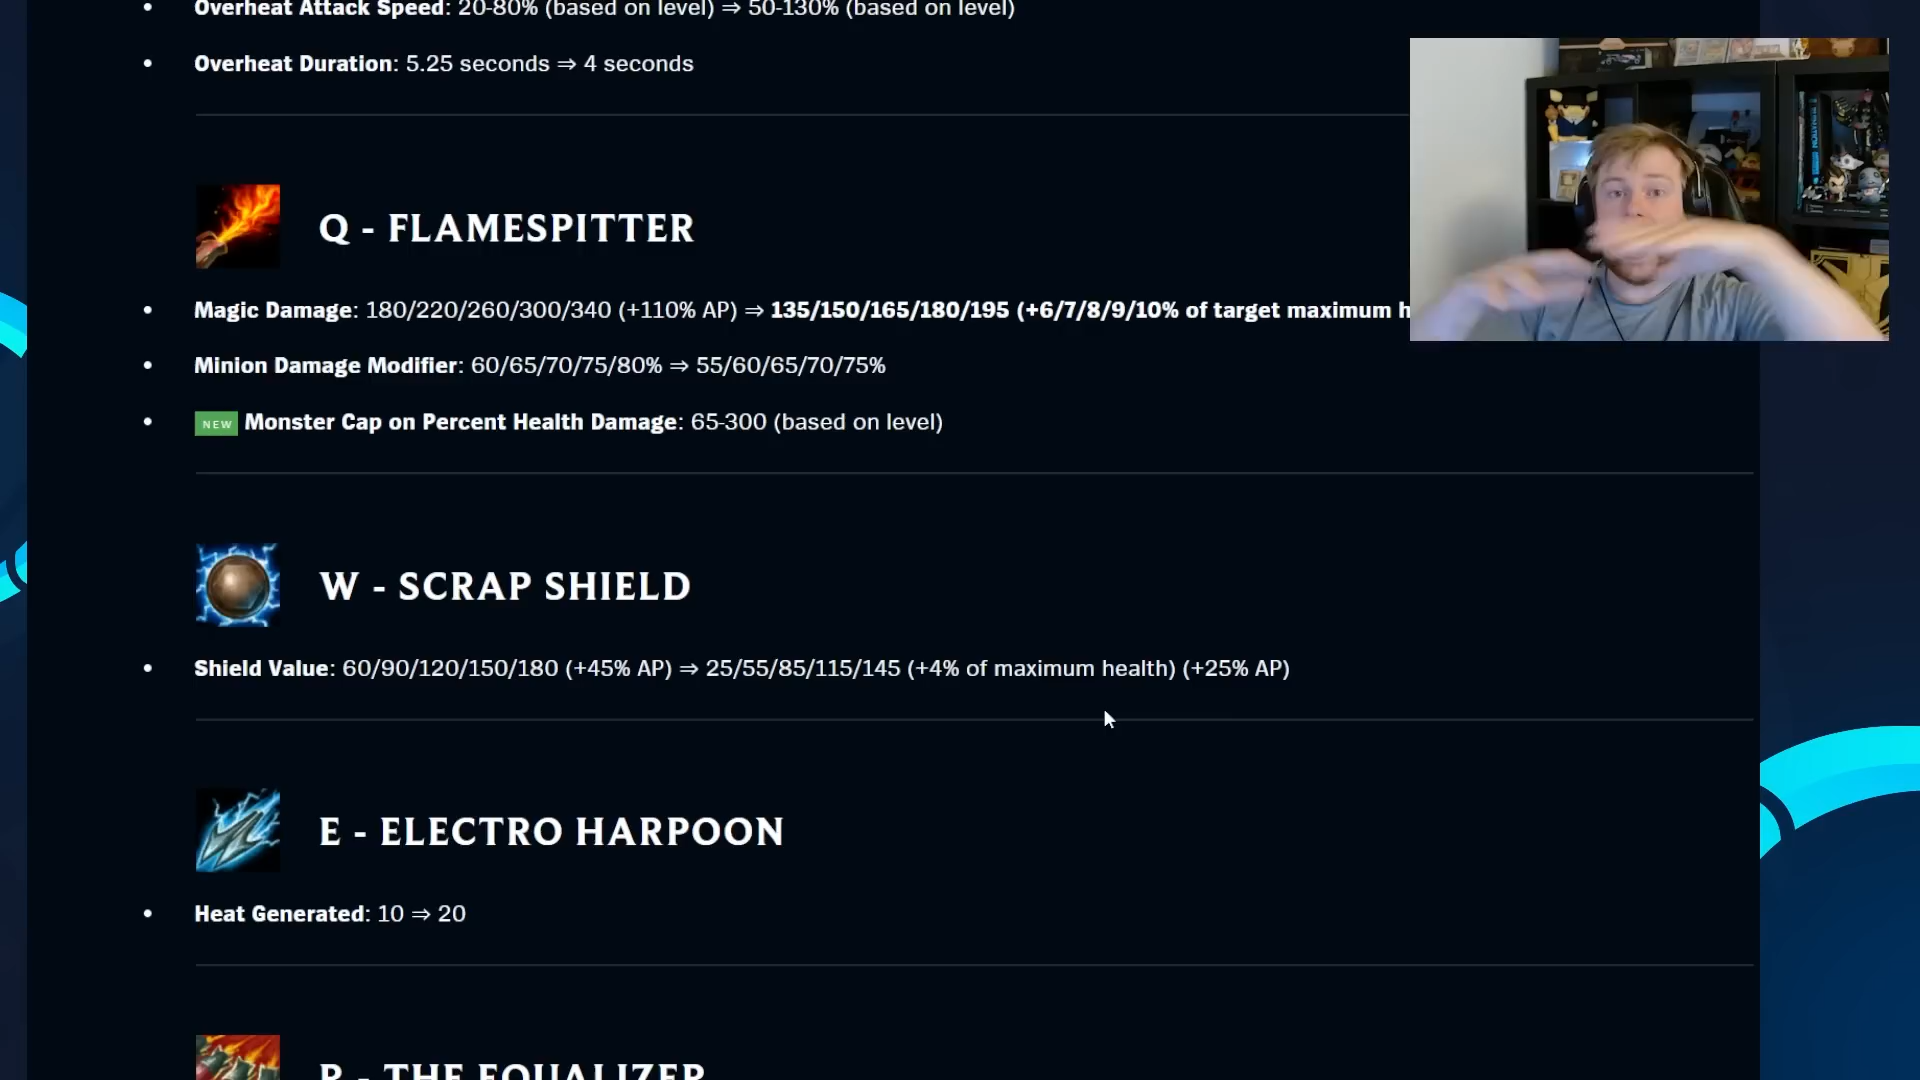 Overheat Attack Speed: 20-80% (based on level) ⇒ 50-130% (based on level)
Overheat Duration: 5.25 seconds ⇒ 4 seconds
Q - FLAMESPITTER
Magic Damage: 180/220/260/300/340 (+110% AP) ⇒ 135/150/165/180/195 (+6/7/8/9/10% of target maximum h
Minion Damage Modifier: 60/65/70/75/80% ⇒ 55/60/65/70/75%
NEW Monster Cap on Percent Health Damage: 65-300 (based on level)
W - SCRAP SHIELD
Shield Value: 60/90/120/150/180 (+45% AP) ⇒ 25/55/85/115/145 (+4% of maximum health) (+25% AP)
E - ELECTRO HARPOON
Heat Generated: 10 ⇒ 20
R - THE EQUALIZER